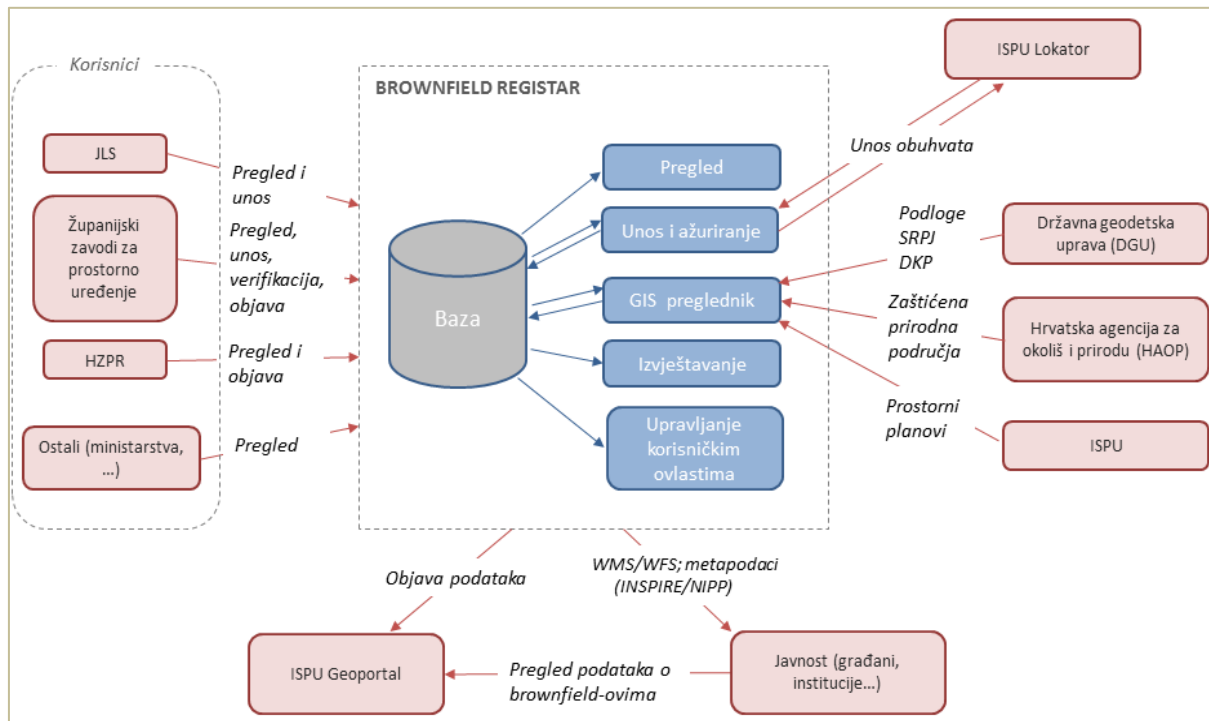 Korisnici
JLS
Županijski
zavodi za
prostorno
uređenje
HZPR
Ostali (ministarstva,
...)
Pregled i
unos
Pregled,
unos,
verifikacija,
objava
Pregled i
objava
Pregled
BROWNFIELD REGISTAR
Baza
Pregled
Unos i ažuriranje
GIS preglednik
Izvještavanje
Upravljanje
korisničkim
ovlastima
ISPU Lokator
Unos obuhvata
Podloge
SRPJ
DKP
Državna geodetska
uprava (DGU)
Zaštićena
prirodna
područja
Hrvatska agencija za
okoliš i prirodu (HAOP)
Prostorni
planovi
ISPU
Objava podataka
WMS/WFS; metapodaci
(INSPIRE/NIPP)
ISPU Geoportal
Pregled podataka o
brownfield-ovima
Javnost (građani,
institucije...)